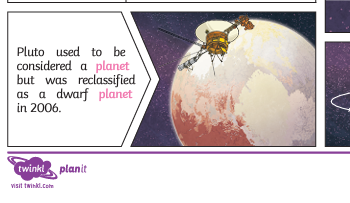 Pluto used to be
considered a planet
but was reclassified
as a dwarf planet
in 2006.
twinkl planit
visit twinkl.com